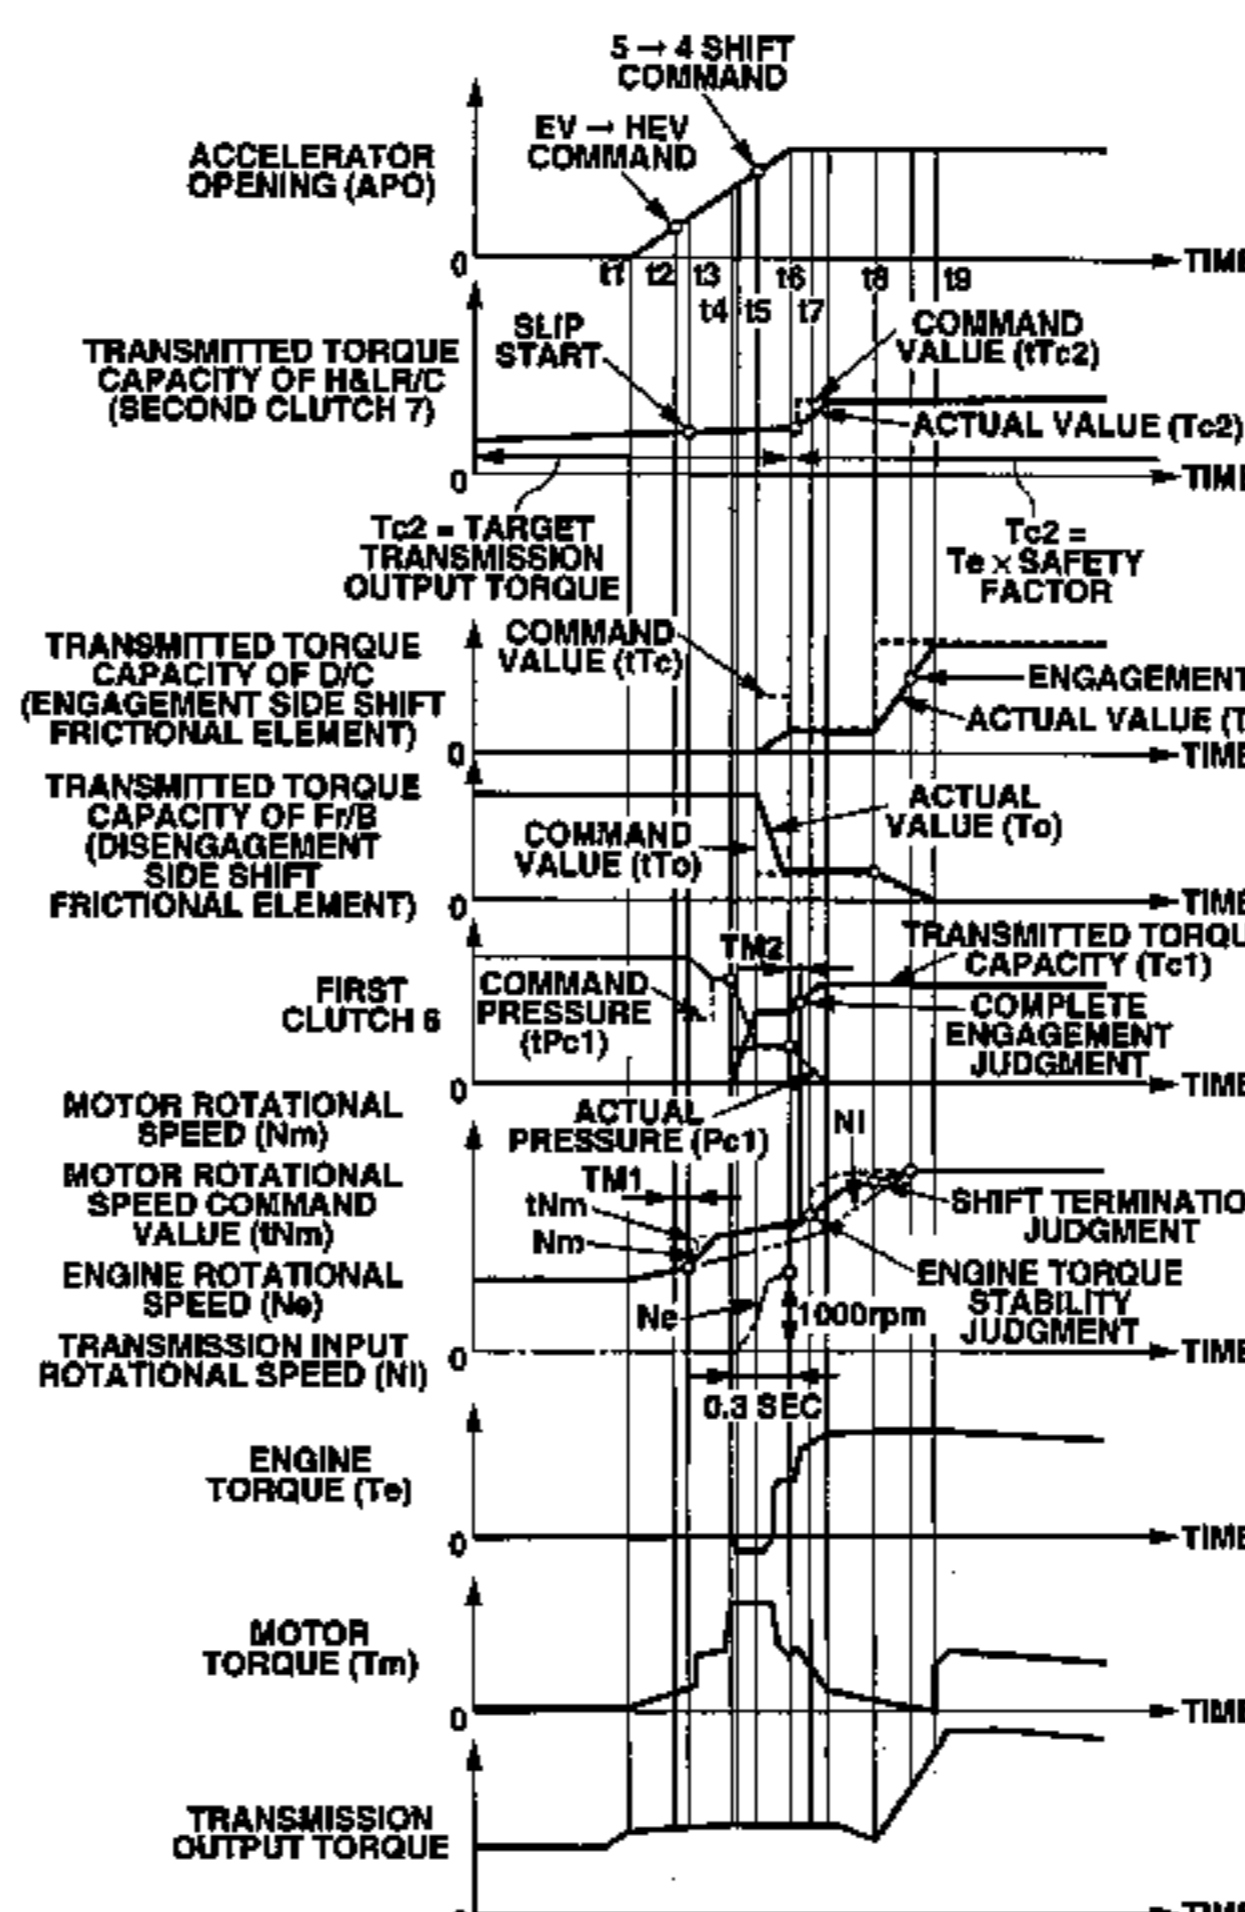 5 → 4 SHIFT
COMMAND
EV → HEV
COMMAND
ACCELERATOR
OPENING (APO)
0
TIME
t1 t2 t3 t6 t8 t9
t4 t5 t7
SLIP
START
COMMAND
VALUE (tTc2)
TRANSMITTED TORQUE
CAPACITY OF H&LR/C
(SECOND CLUTCH 7)
ACTUAL VALUE (Tc2)
0
TIME
Tc2 = TARGET
TRANSMISSION
OUTPUT TORQUE
Tc2 =
Te × SAFETY
FACTOR
TRANSMITTED TORQUE
CAPACITY OF D/C
(ENGAGEMENT SIDE SHIFT
FRICTIONAL ELEMENT)
COMMAND
VALUE (tTc)
ENGAGEMENT
ACTUAL VALUE (T
0
TIME
TRANSMITTED TORQUE
CAPACITY OF Fr/B
(DISENGAGEMENT
SIDE SHIFT
FRICTIONAL ELEMENT)
COMMAND
VALUE (tTo)
ACTUAL
VALUE (To)
0
TIME
TM2
TRANSMITTED TORQU
CAPACITY (Tc1)
FIRST
CLUTCH 6
COMMAND
PRESSURE
(tPc1)
COMPLETE
ENGAGEMENT
JUDGMENT
0
TIME
ACTUAL
PRESSURE (Pc1)
MOTOR ROTATIONAL
SPEED (Nm)
MOTOR ROTATIONAL
SPEED COMMAND
VALUE (tNm)
ENGINE ROTATIONAL
SPEED (Ne)
TRANSMISSION INPUT
ROTATIONAL SPEED (Ni)
TM1
tNm
Nm
Ni
Ne
SHIFT TERMINATIO
JUDGMENT
ENGINE TORQUE
STABILITY
JUDGMENT
1000rpm
0
TIME
0.3 SEC
ENGINE
TORQUE (Te)
0
TIME
MOTOR
TORQUE (Tm)
0
TIME
TRANSMISSION
OUTPUT TORQUE